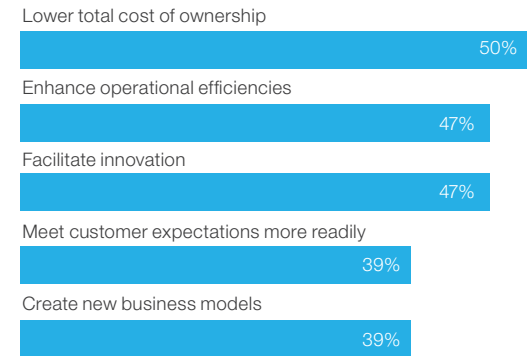 Lower total cost of ownership
50%
Enhance operational efficiencies
47%
Facilitate innovation
47%
Meet customer expectations more readily
39%
Create new business models
39%